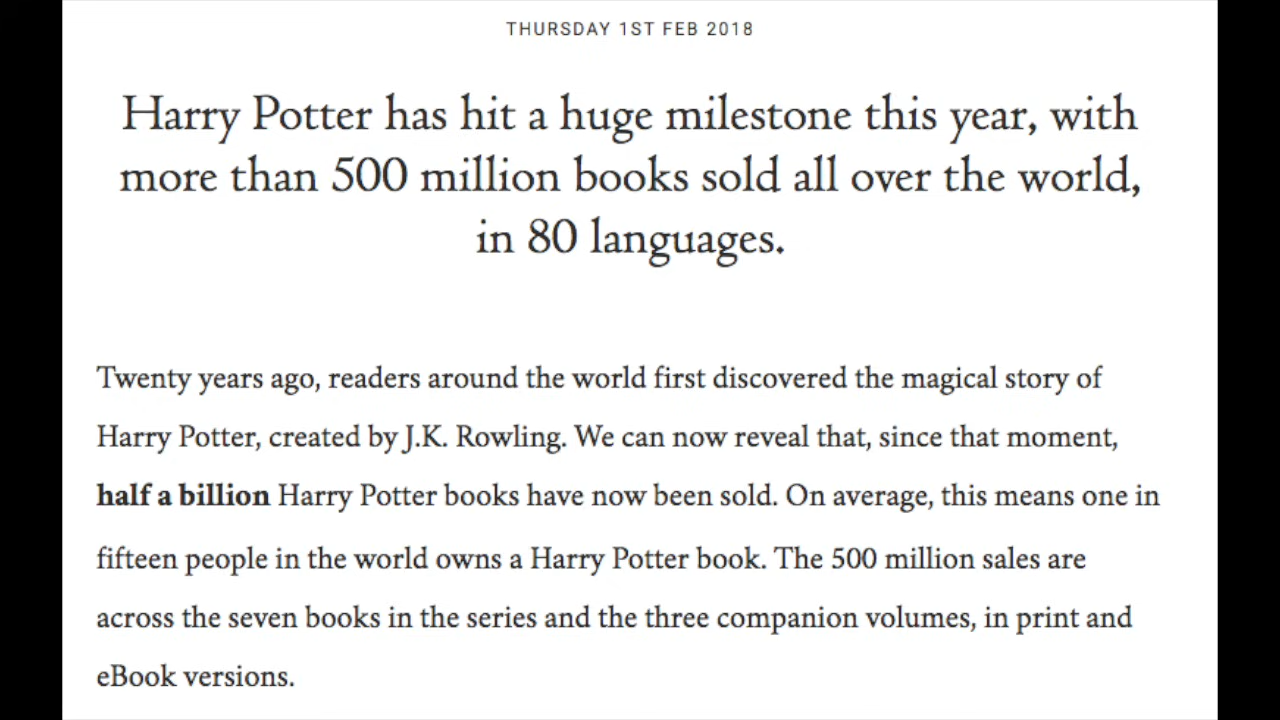 THURSDAY 1ST FEB 2018
Harry Potter has hit a huge milestone this year, with
more than 500 million books sold all over the world,
in 80 languages.
Twenty years ago, readers around the world first discovered the magical story of
Harry Potter, created by J.K. Rowling. We can now reveal that, since that moment,
half a billion Harry Potter books have now been sold. On average, this means one in
fifteen people in the world owns a Harry Potter book. The 500 million sales are
across the seven books in the series and the three companion volumes, in print and
eBook versions.